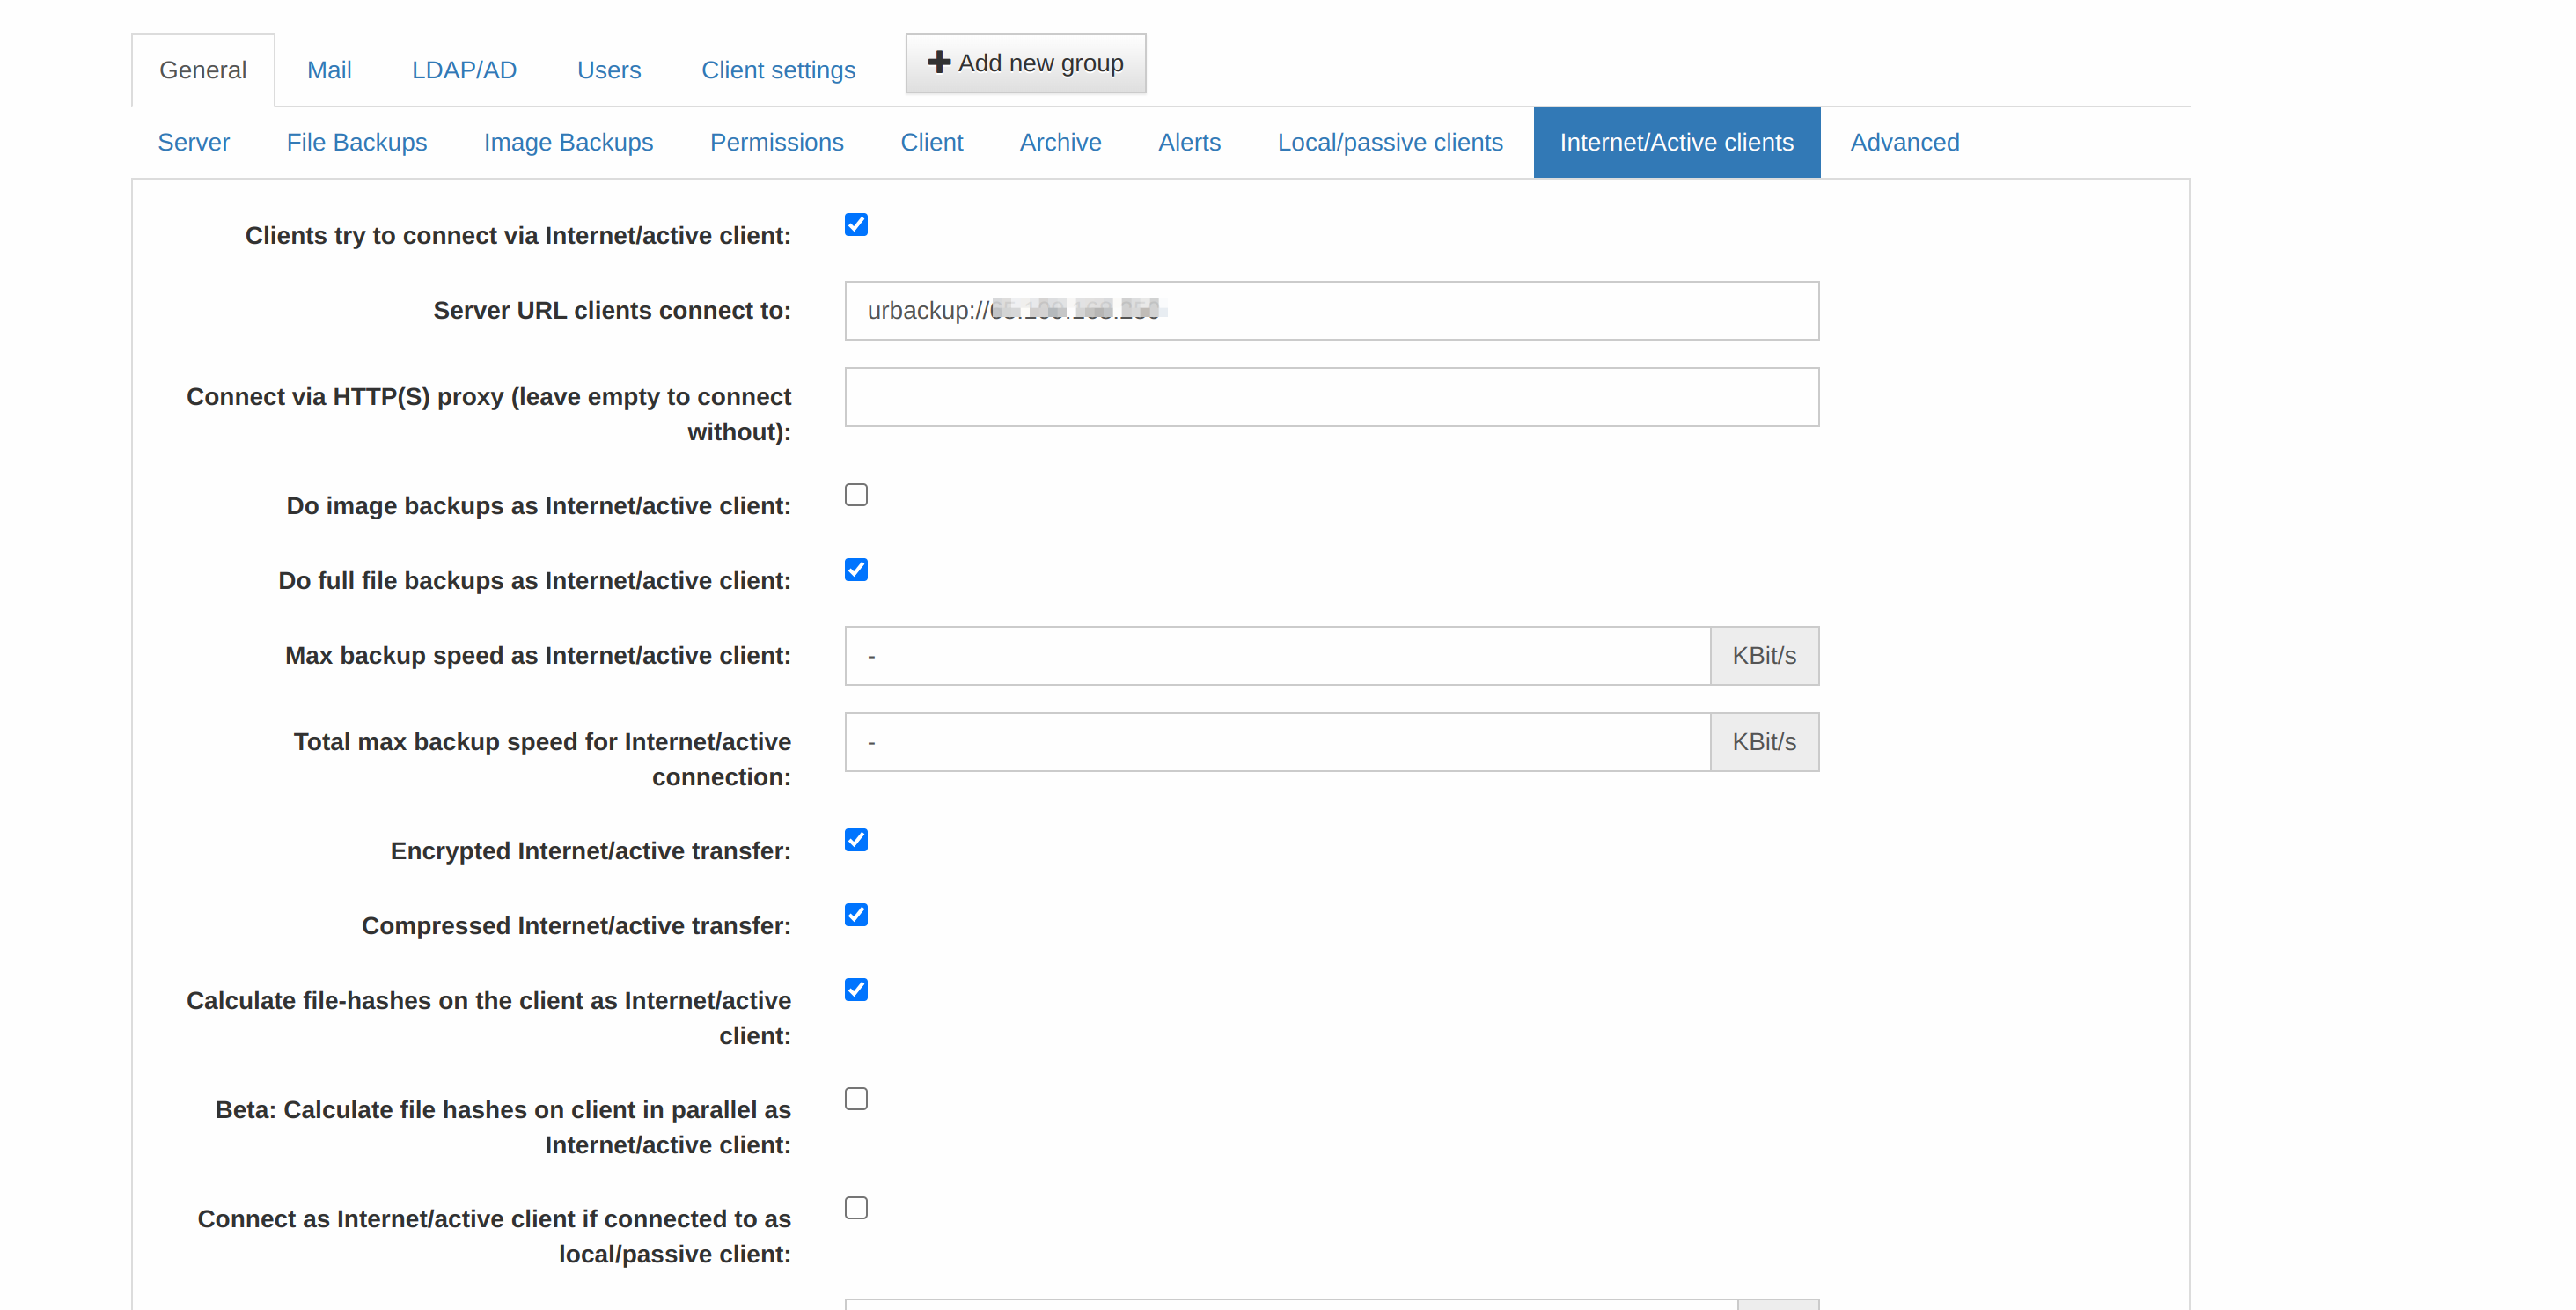 General Mail LDAP/AD Users Client settings Add new group
Server File Backups Image Backups Permissions Client Archive Alerts Local/passive clients Internet/Active clients Advanced
Clients try to connect via Internet/active client:
Server URL clients connect to: urbackup://
Connect via HTTP(S) proxy (leave empty to connect
without):
Do image backups as Internet/active client:
Do full file backups as Internet/active client:
Max backup speed as Internet/active client: - KBit/s
Total max backup speed for Internet/active - KBit/s
connection:
Encrypted Internet/active transfer:
Compressed Internet/active transfer:
Calculate file-hashes on the client as Internet/active
client:
Beta: Calculate file hashes on client in parallel as
Internet/active client:
Connect as Internet/active client if connected to as
local/passive client: